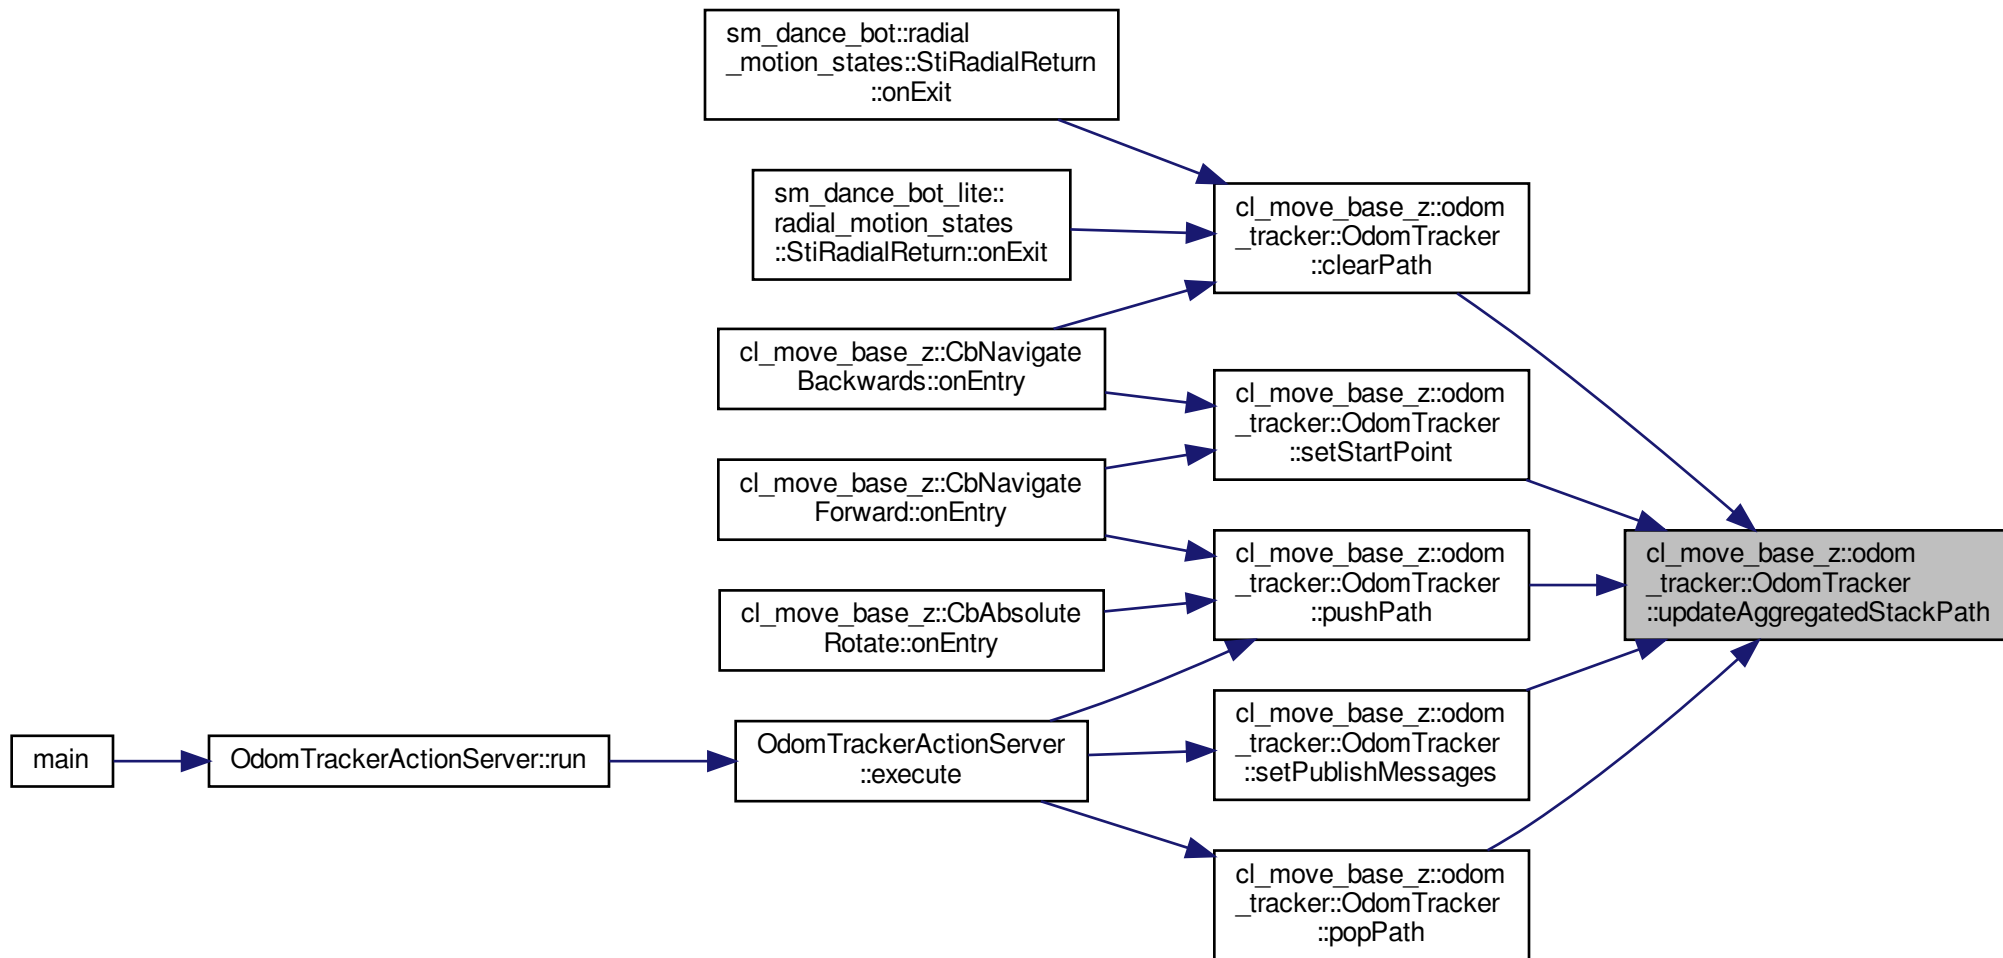 sm_dance_bot::radial
_motion_states::StiRadialReturn
::onExit
sm_dance_bot_lite::
radial_motion_states
::StiRadialReturn::onExit
cl_move_base_z::CbNavigate
Backwards::onEntry
cl_move_base_z::CbNavigate
Forward::onEntry
cl_move_base_z::CbAbsolute
Rotate::onEntry
main
OdomTrackerActionServer::run
OdomTrackerActionServer
::execute
cl_move_base_z::odom
_tracker::OdomTracker
::clearPath
cl_move_base_z::odom
_tracker::OdomTracker
::setStartPoint
cl_move_base_z::odom
_tracker::OdomTracker
::pushPath
cl_move_base_z::odom
_tracker::OdomTracker
::setPublishMessages
cl_move_base_z::odom
_tracker::OdomTracker
::popPath
cl_move_base_z::odom
_tracker::OdomTracker
::updateAggregatedStackPath